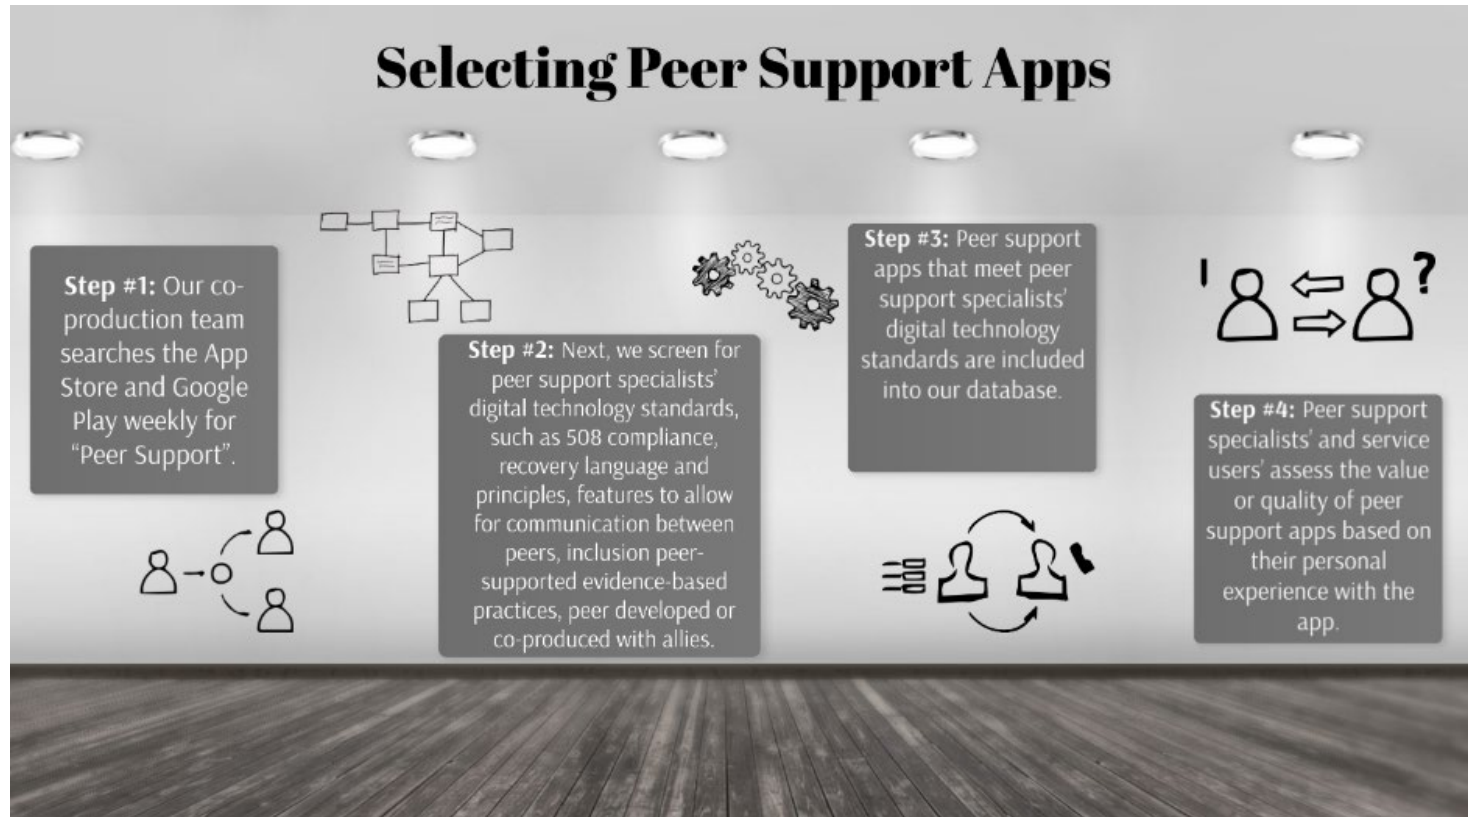 Selecting Peer Support Apps
Step #1: Our co-
production team
searches the App
Store and Google
Play weekly for
“Peer Support”.
Step #2: Next, we screen for
peer support specialists’
digital technology standards,
such as 508 compliance,
recovery language and
principles, features to allow
for communication between
peers, inclusion peer-
supported evidence-based
practices, peer developed or
co-produced with allies.
Step #3: Peer support
apps that meet peer
support specialists’
digital technology
standards are included
into our database.
Step #4: Peer support
specialists’ and service
users’ assess the value
or quality of peer
support apps based on
their personal
experience with the
app.
?